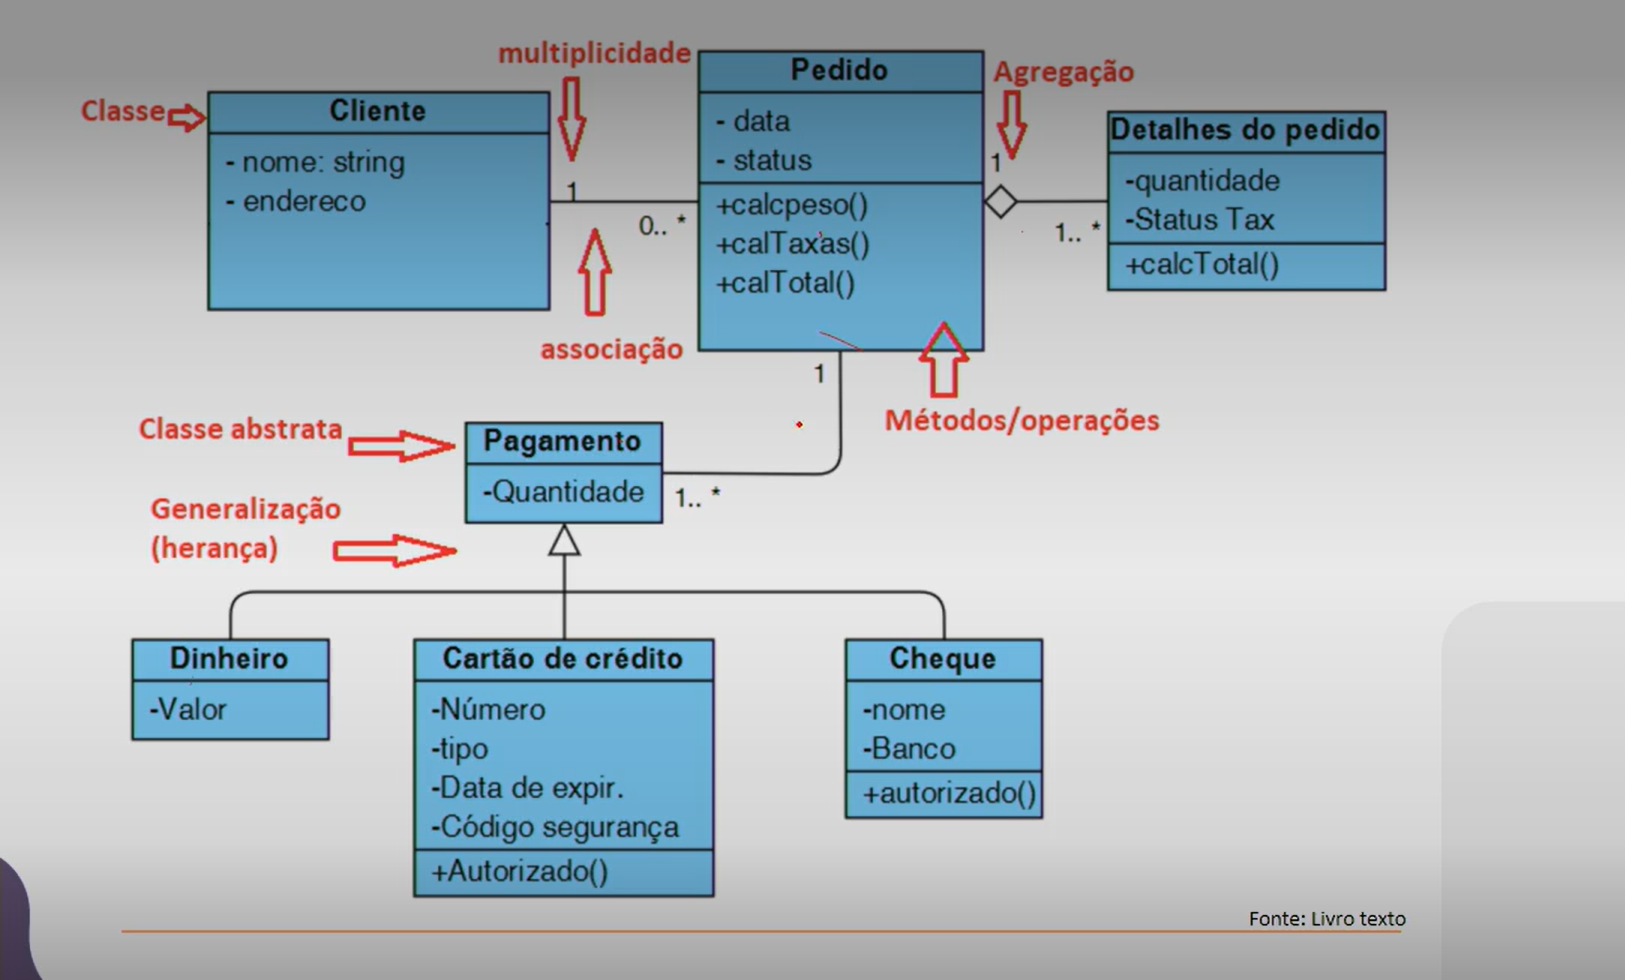 multiplicidade
Classe
Cliente
- nome: string
- endereco
1
0.. *
associação
Pedido
- data
- status
+calcpeso()
+calTaxas()
+calTotal()
Agregação
1
1.. *
Detalhes do pedido
-quantidade
-Status Tax
+calcTotal()
1
Métodos/operações
Classe abstrata
Pagamento
-Quantidade
1.. *
Generalização
(herança)
Dinheiro
-Valor
Cartão de crédito
-Número
-tipo
-Data de expir.
-Código segurança
+Autorizado()
Cheque
-nome
-Banco
+autorizado()
Fonte: Livro texto